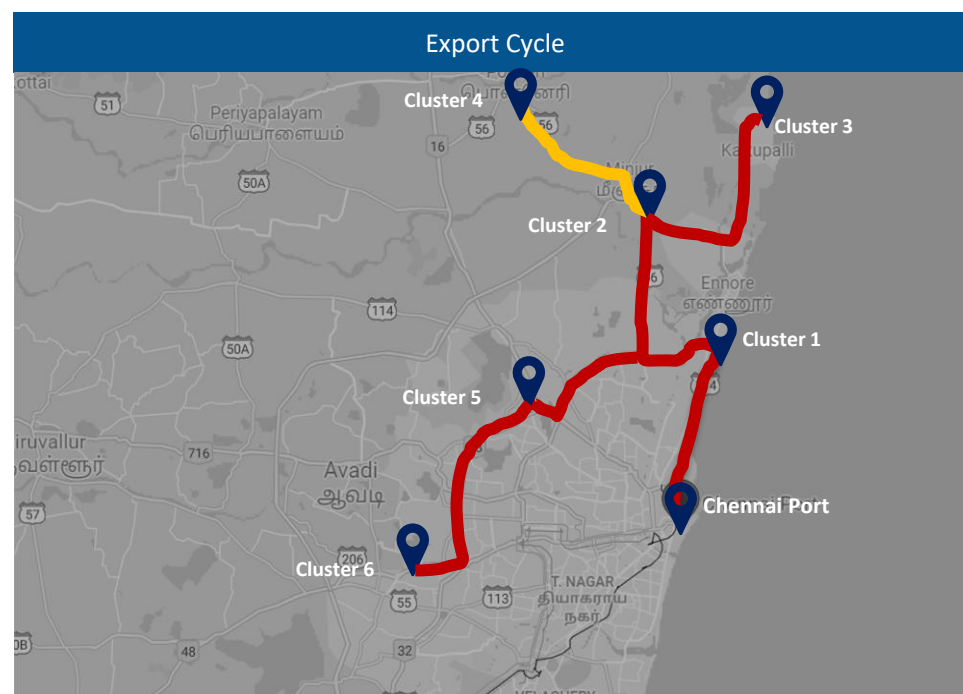 Export Cycle
Cluster 4
Cluster 3
51
Periyapalayam
பெரியபாளையம்
56
56
16
50A
Minjur
Cluster 2
Ennore
எண்ணூர்
114
50A
Cluster 1
Cluster 5
716
Avadi
ஆவடி
57
Chennai Port
206
Cluster 6
55
113
T. NAGAR
தியாகராய
நகர்
48
32